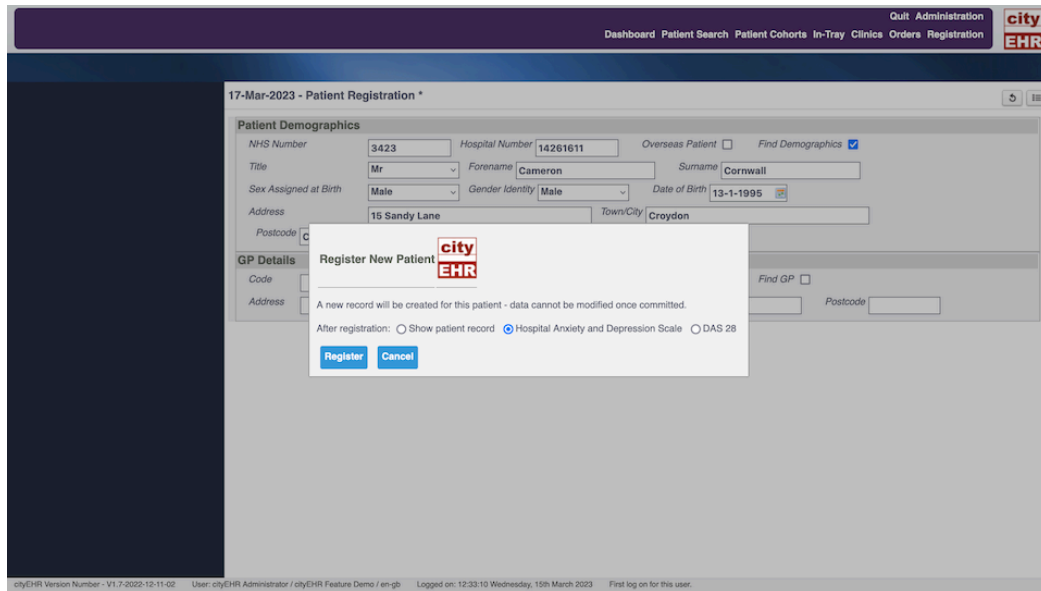 Quit Administration
Dashboard Patient Search Patient Cohorts In-Tray Clinics Orders Registration
city
EHR
17-Mar-2023 - Patient Registration *
Patient Demographics
NHS Number 3423 Hospital Number 14261611 Overseas Patient Find Demographics
Title Mr Forename Cameron Surname Cornwall
Sex Assigned at Birth Male Gender Identity Male Date of Birth 13-1-1995
Address 15 Sandy Lane Town/City Croydon
Postcode C
GP Details
Code Find GP
Address Postcode
Register New Patient
city
EHR
A new record will be created for this patient - data cannot be modified once committed.
After registration: Show patient record Hospital Anxiety and Depression Scale DAS 28
Register Cancel
cityEHR Version Number - V1.7-2022-12-11-02 User: cityEHR Administrator / cityEHR Feature Demo / en-gb Logged on: 12:33:10 Wednesday, 15th March 2023 First log on for this user.